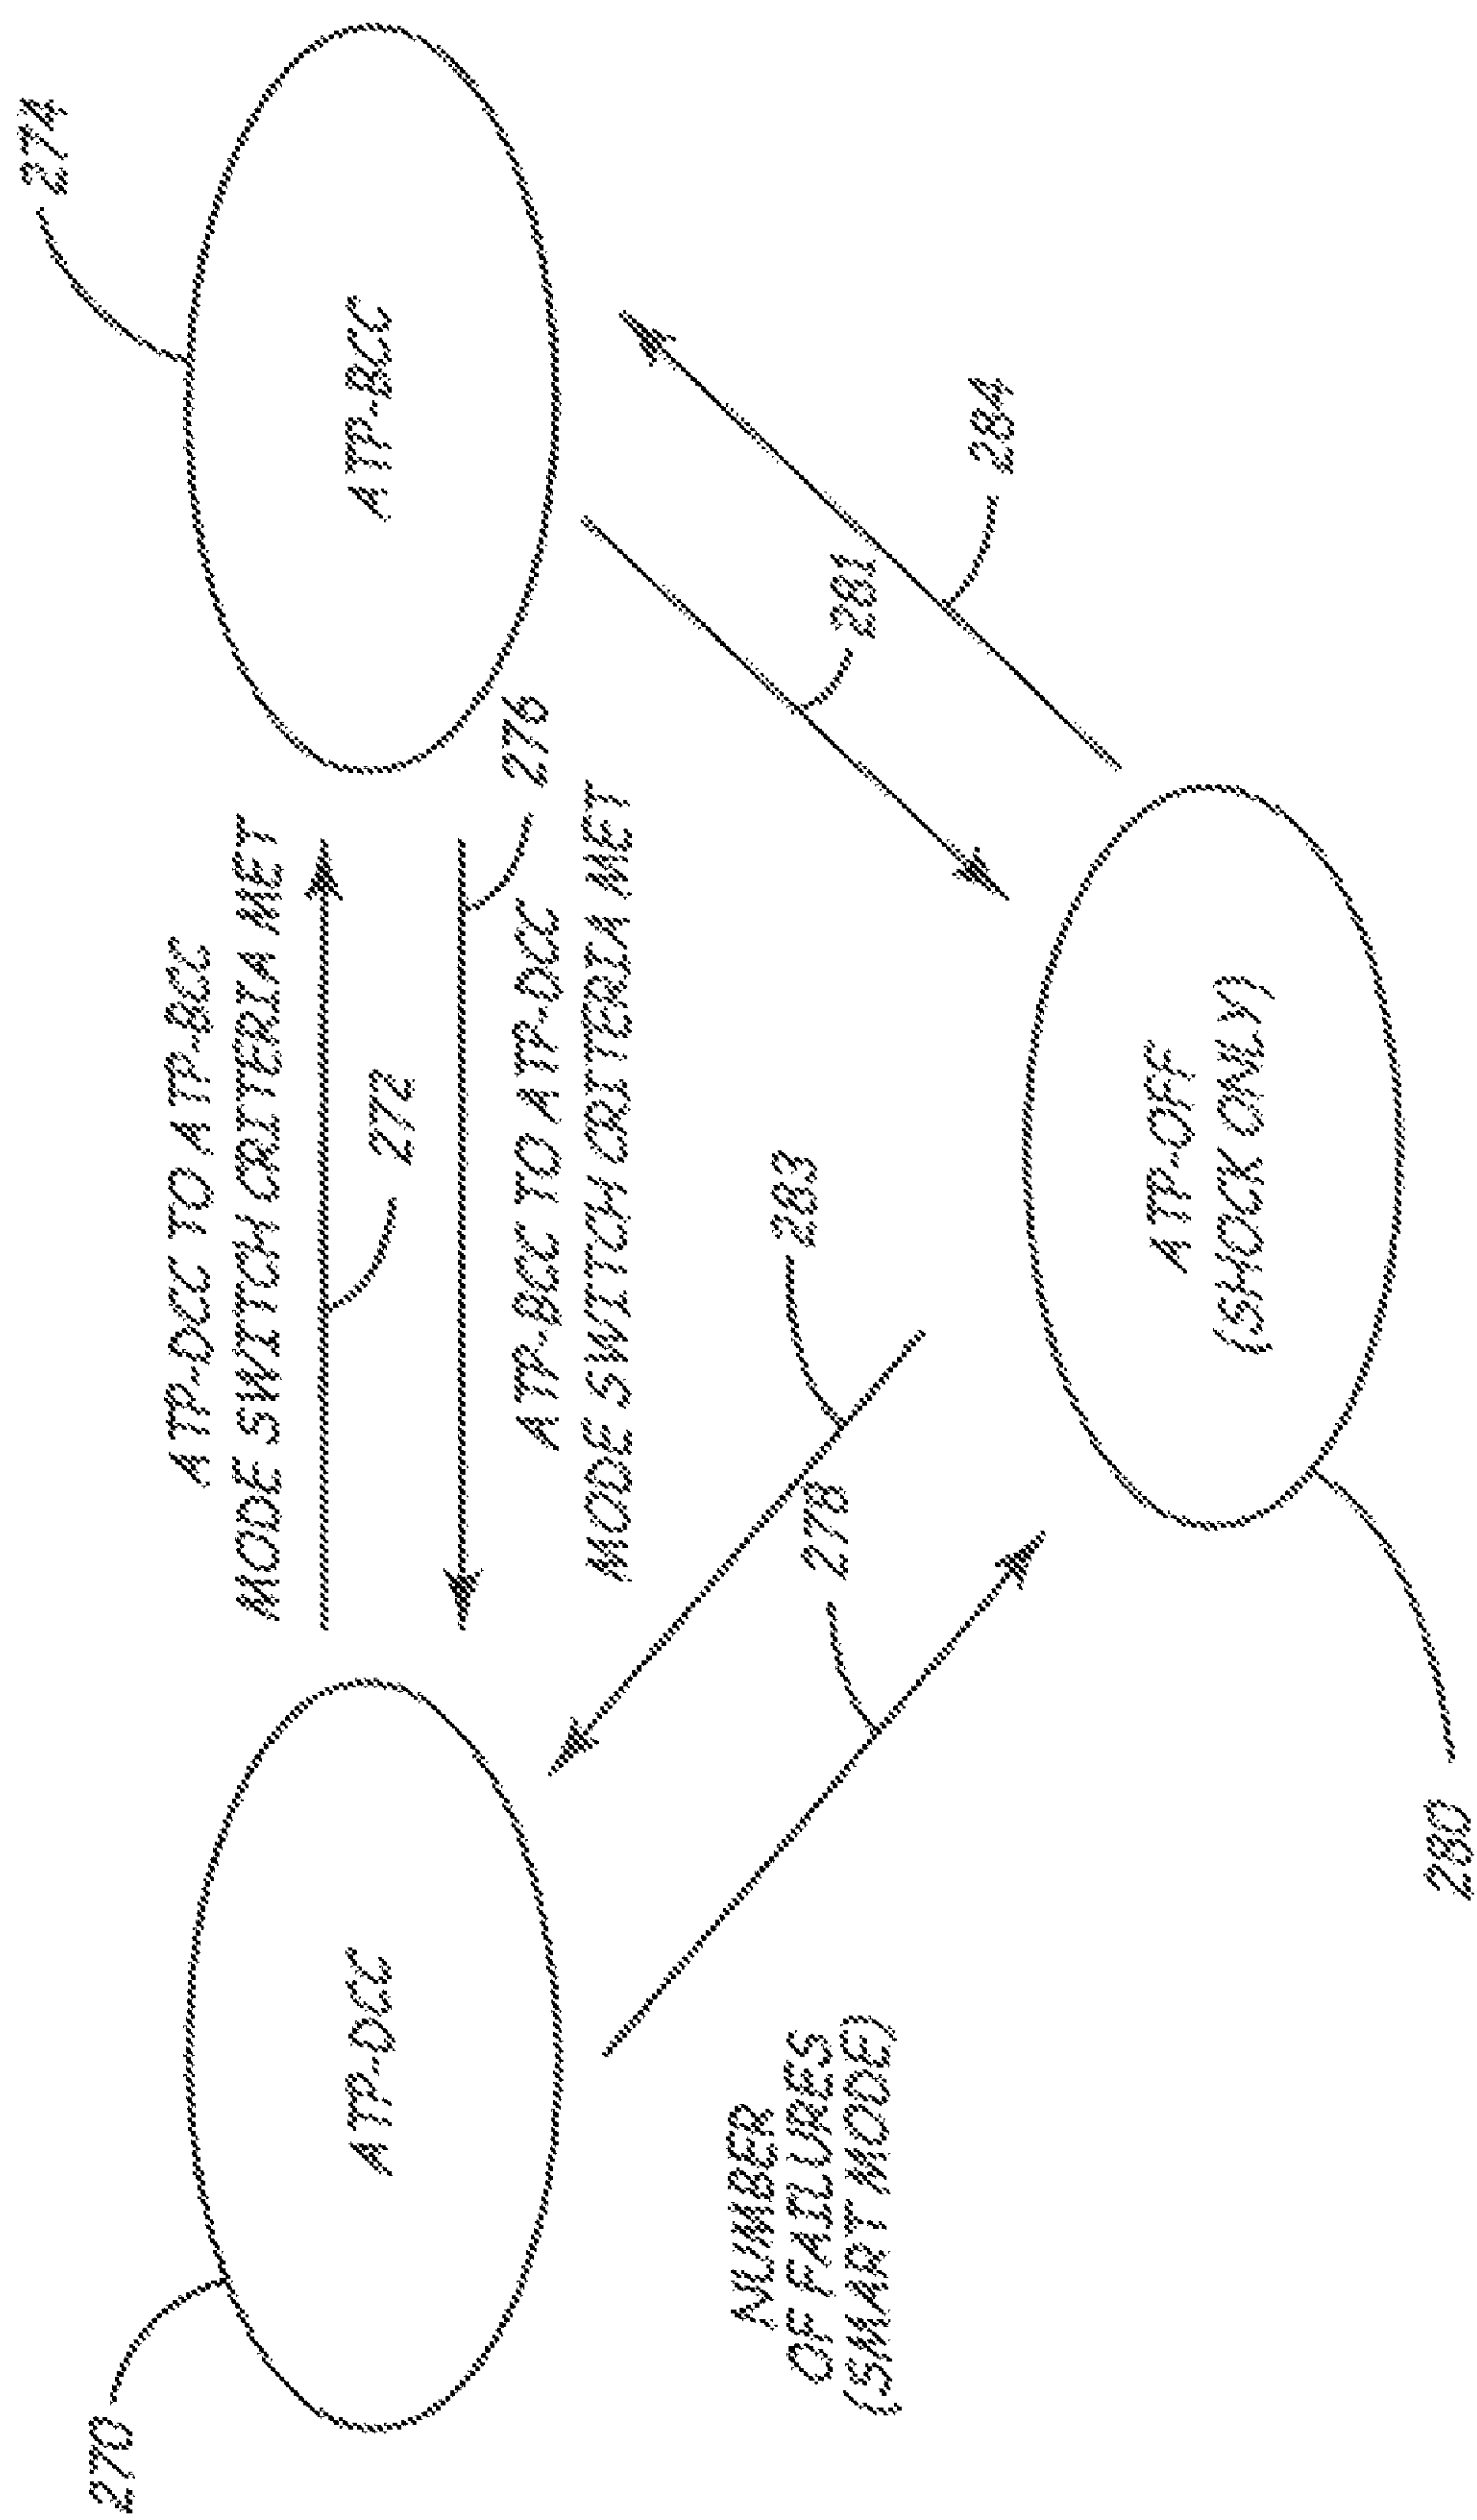 270
274
ATP-DCC
ATP-DCC TO ATP-BCC
MODE SWITCH CRITERIA MET
272
ATP-BCC
276
ATP-BCC TO ATP-DCC
MODE SWITCH CRITERIA MET
NUMBER
OF FAILURES
(SMART MODE)
278
283
281
284
ATP-OFF
(SHOCK ONLY)
280